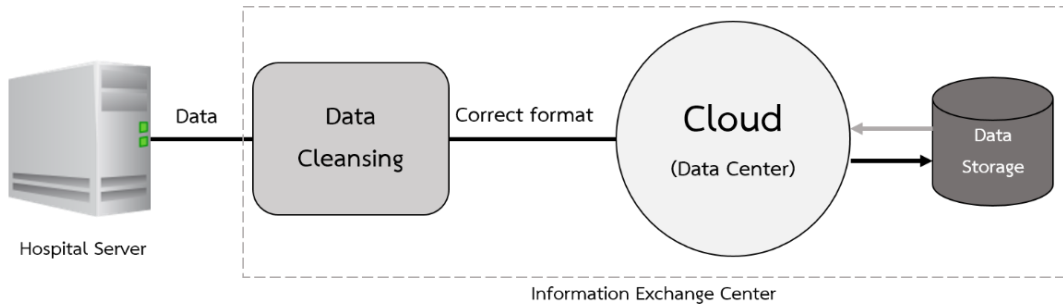 Hospital Server
Data
Data
Cleansing
Correct format
Cloud
(Data Center)
Data
Storage
Information Exchange Center